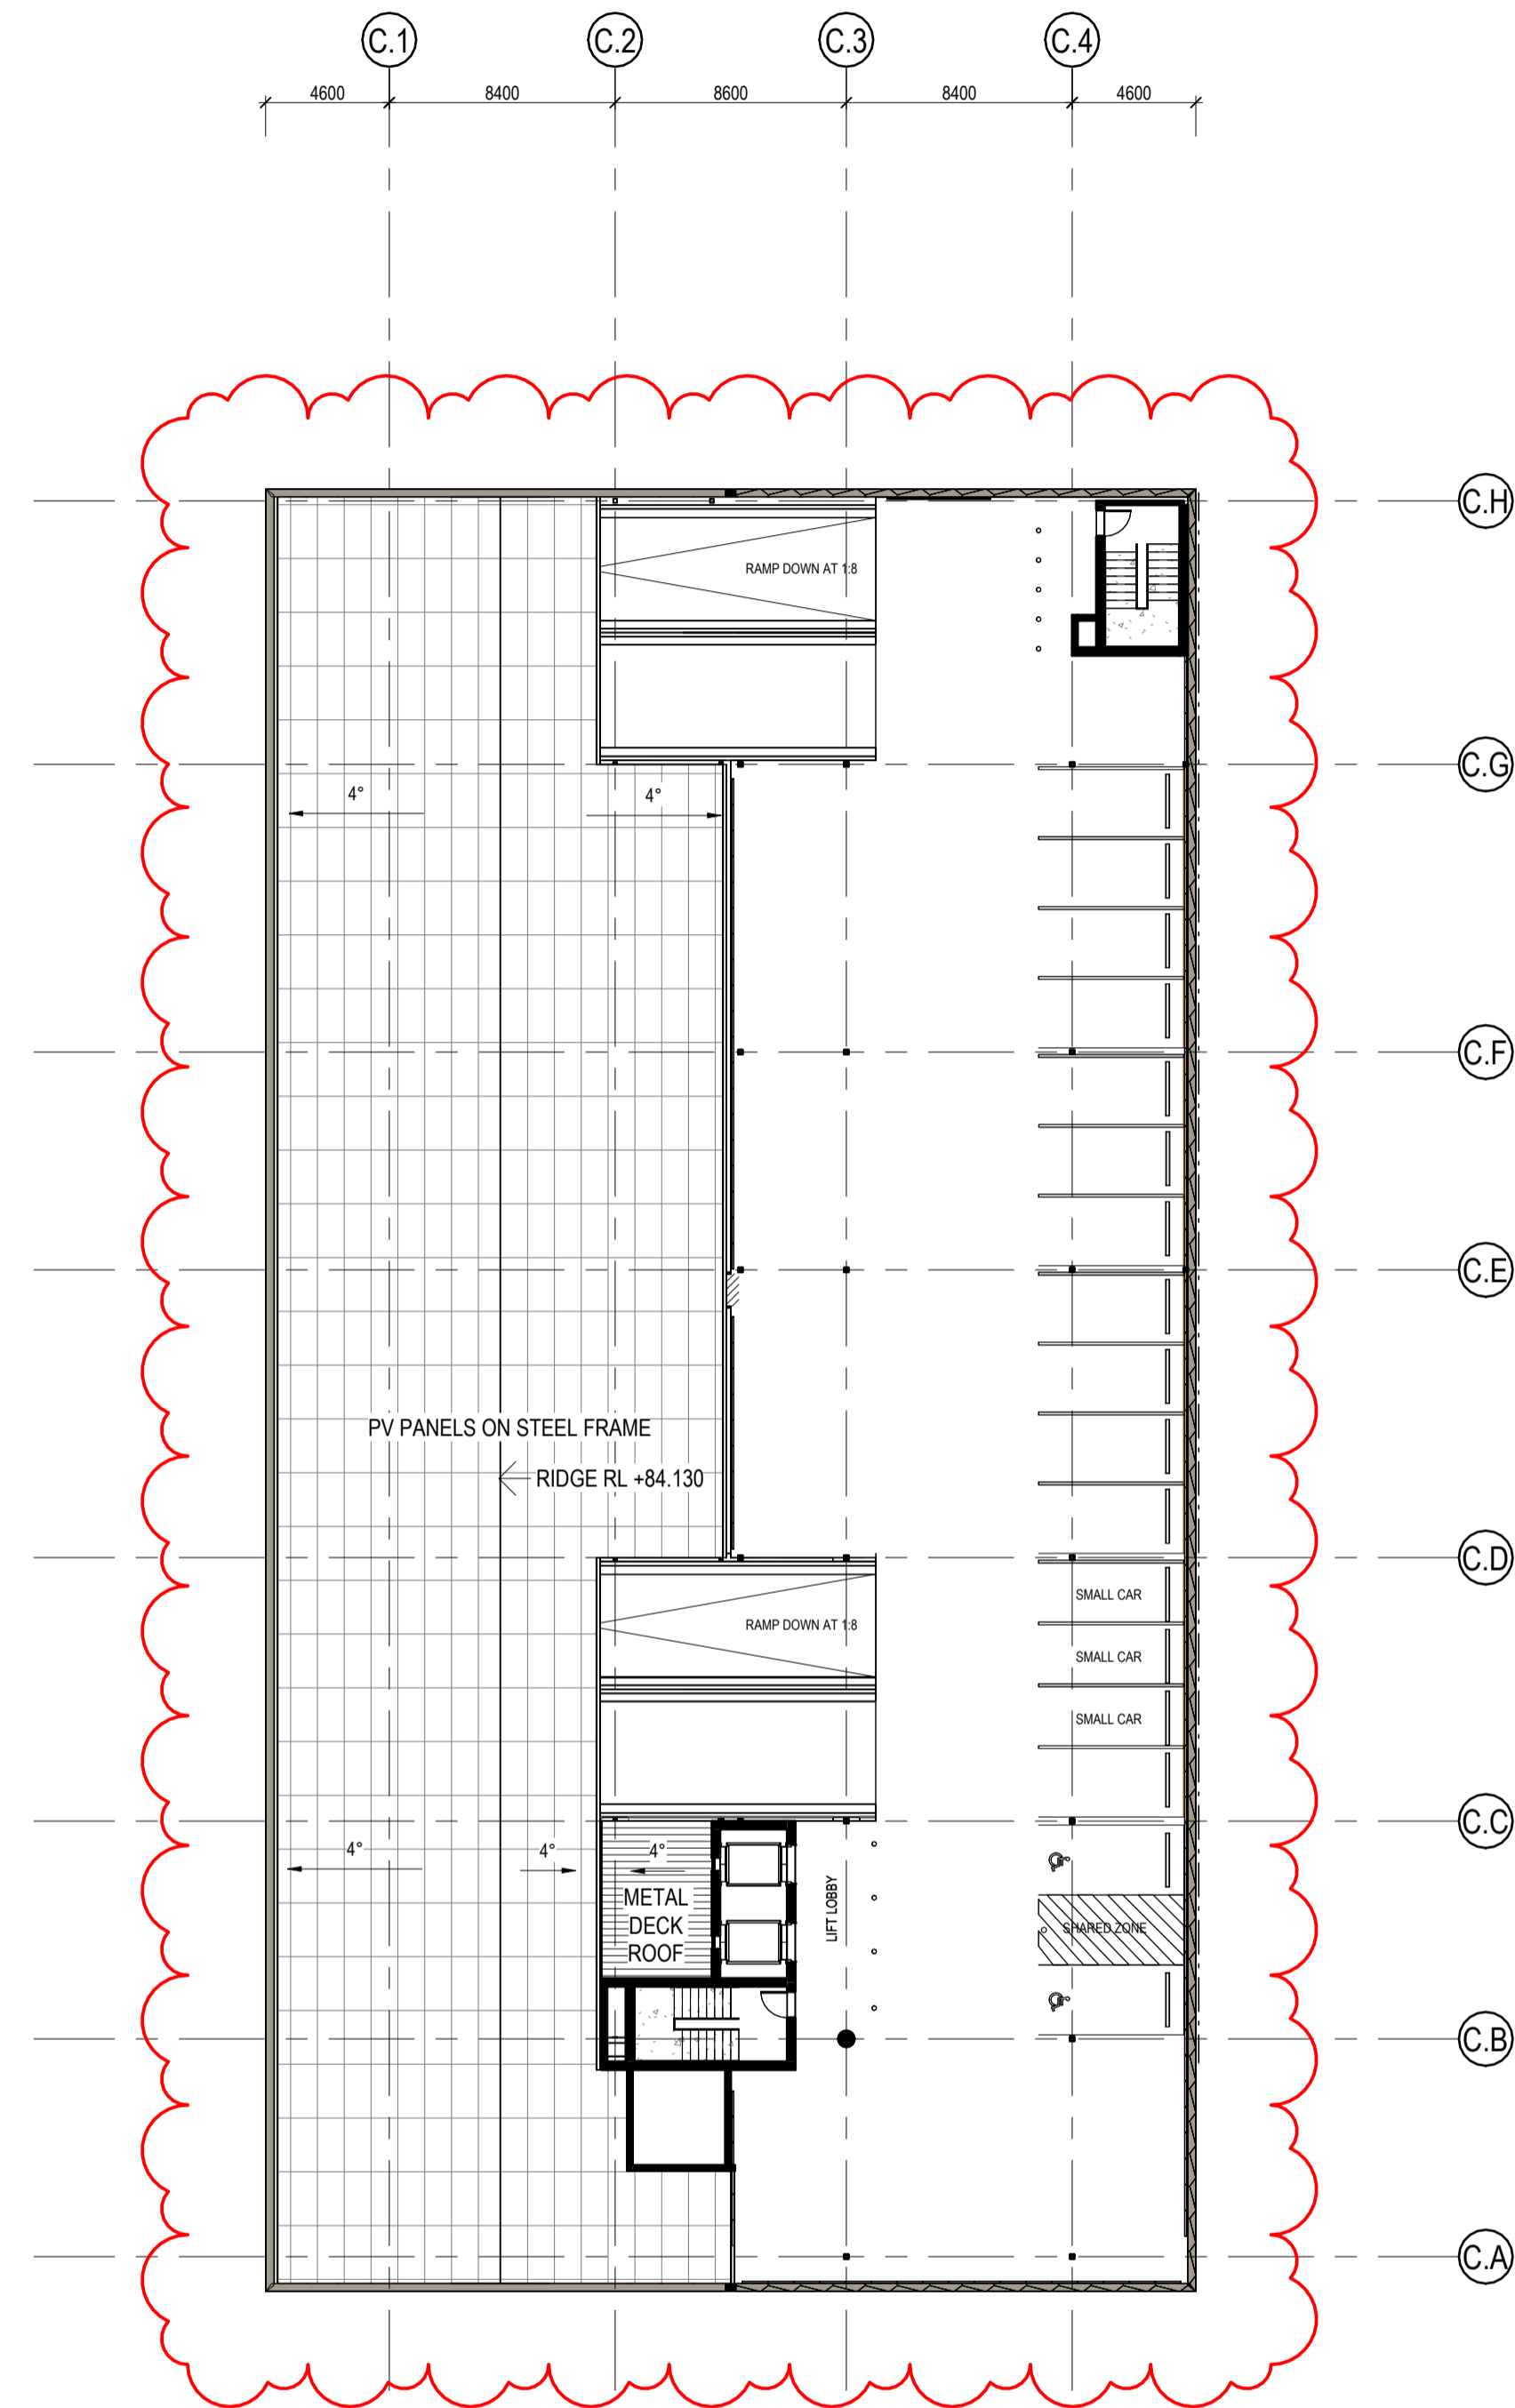 C.1 C.2 C.3 C.4
4600 8400 8600 8400 4600
C.H
RAMP DOWN AT 1:8
C.G
4° 4°
C.F
C.E
PV PANELS ON STEEL FRAME
RIDGE RL +84.130
C.D
SMALL CAR
RAMP DOWN AT 1:8
SMALL CAR
SMALL CAR
C.C
4° 4° 4°
METAL
DECK
ROOF
LIFT LOBBY
SHARED ZONE
C.B
C.A